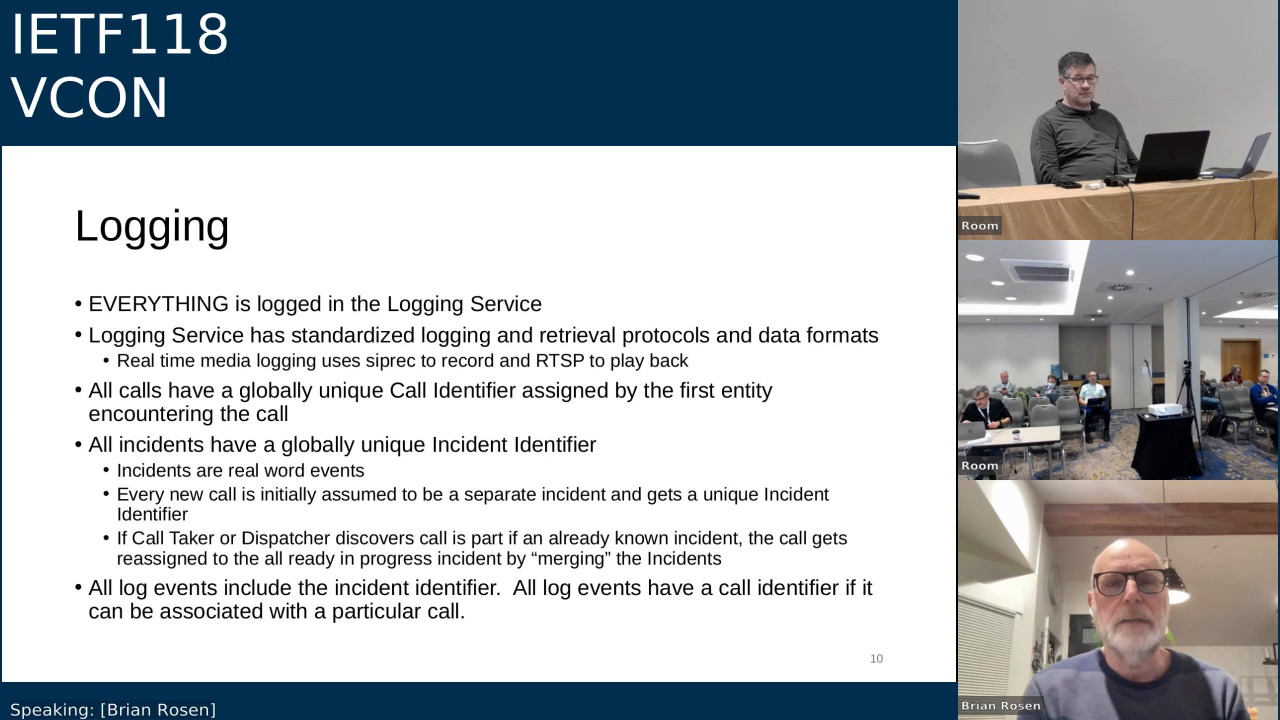 IETF118
VCON
Logging
• EVERYTHING is logged in the Logging Service
• Logging Service has standardized logging and retrieval protocols and data formats
• Real time media logging uses siprec to record and RTSP to play back
• All calls have a globally unique Call Identifier assigned by the first entity
encountering the call
• All incidents have a globally unique Incident Identifier
• Incidents are real word events
• Every new call is initially assumed to be a separate incident and gets a unique Incident
Identifier
• If Call Taker or Dispatcher discovers call is part if an already known incident, the call gets
reassigned to the all ready in progress incident by “merging” the Incidents
• All log events include the incident identifier.  All log events have a call identifier if it
can be associated with a particular call.
10
Speaking: [Brian Rosen]
Room
Room
Brian Rosen